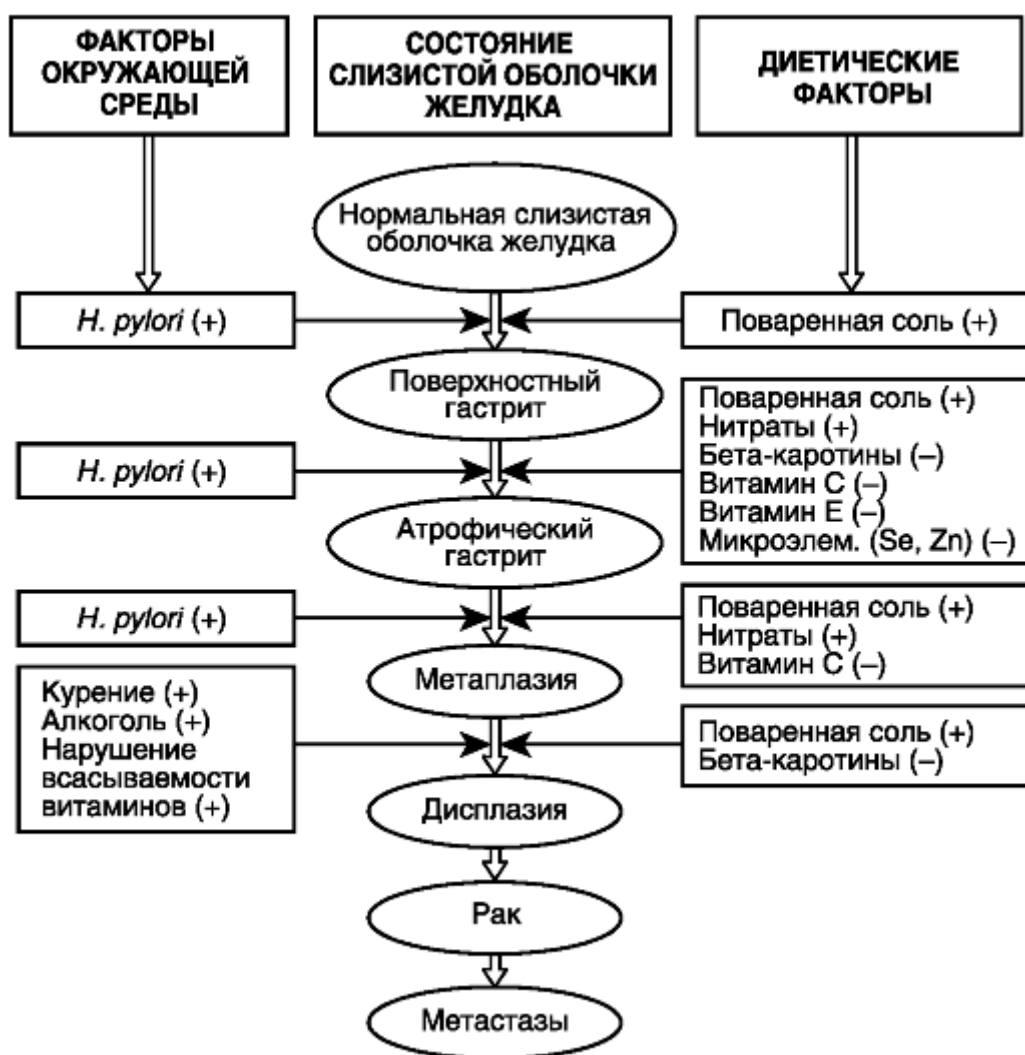 ФАКТОРЫ
ОКРУЖАЮЩЕЙ
СРЕДЫ
СОСТОЯНИЕ
СЛИЗИСТОЙ ОБОЛОЧКИ
ЖЕЛУДКА
ДИЕТИЧЕСКИЕ
ФАКТОРЫ
Нормальная слизистая
оболочка желудка
H. pylori (+)
Поваренная соль (+)
Поверхностный
гастрит
H. pylori (+)
Поваренная соль (+)
Нитраты (+)
Бета-каротины (–)
Витамин С (–)
Витамин Е (–)
Микроэлем. (Se, Zn) (–)
Атрофический
гастрит
H. pylori (+)
Поваренная соль (+)
Нитраты (+)
Витамин С (–)
Метаплазия
Курение (+)
Алкоголь (+)
Нарушение
всасываемости
витаминов (+)
Поваренная соль (+)
Бета-каротины (–)
Дисплазия
Рак
Метастазы